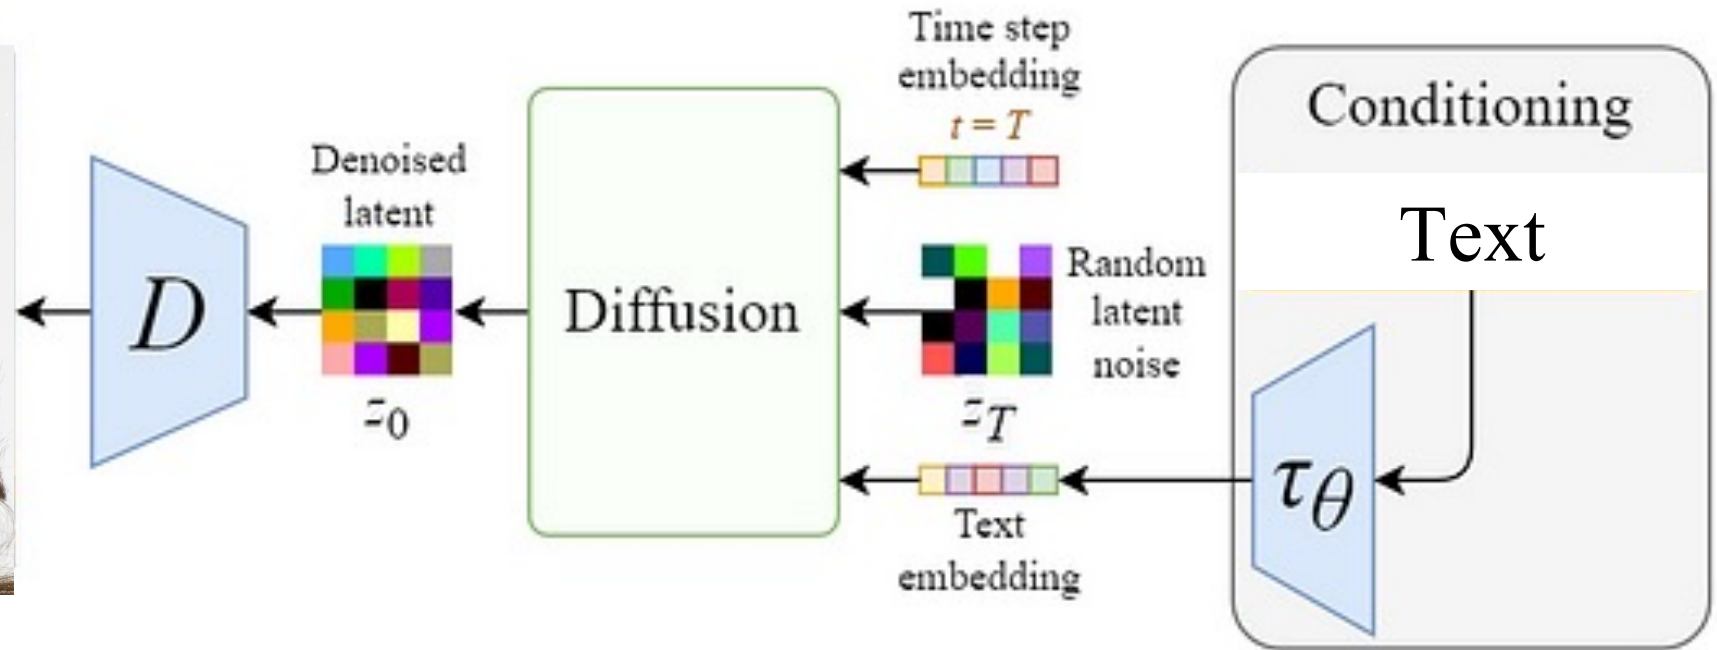 Time step
embedding
t = T
Conditioning
Text
Denoised
latent
D
Diffusion
Random
latent
noise
z0
zT
τθ
Text
embedding